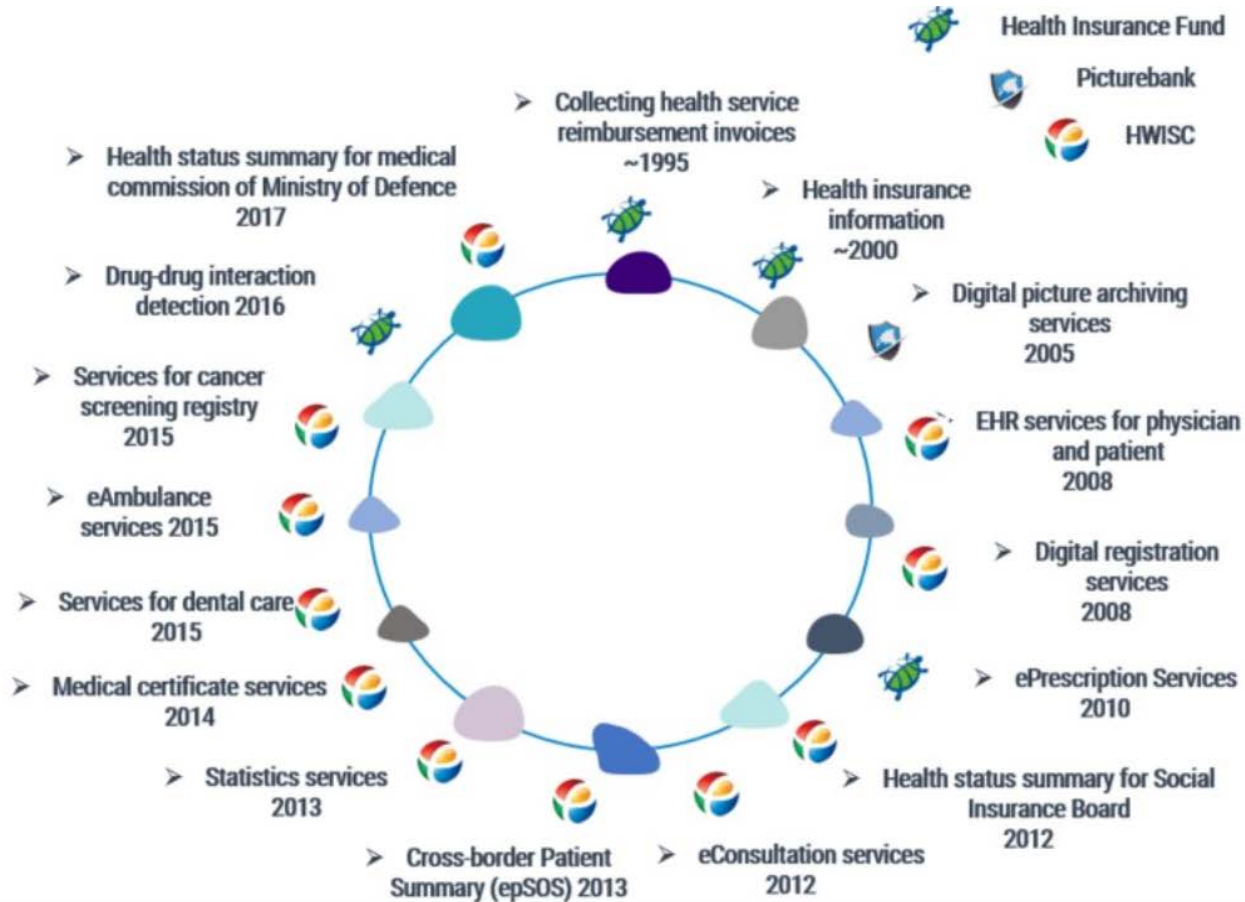 Health Insurance Fund
Picturebank
HWISC
➢ Collecting health service
reimbursement invoices
~1995
➢ Health insurance
information
~2000
➢ Digital picture archiving
services
2005
EHR services for physician
and patient
2008
➢ Digital registration
services
2008
➢ ePrescription Services
2010
➢ Health status summary for Social
Insurance Board
2012
➢ eConsultation services
2012
➢ Cross-border Patient
Summary (epSOS) 2013
➢ Statistics services
2013
➢ Medical certificate services
2014
➢ Services for dental care
2015
➢ eAmbulance
services 2015
➢ Services for cancer
screening registry
2015
➢ Drug-drug interaction
detection 2016
➢ Health status summary for medical
commission of Ministry of Defence
2017